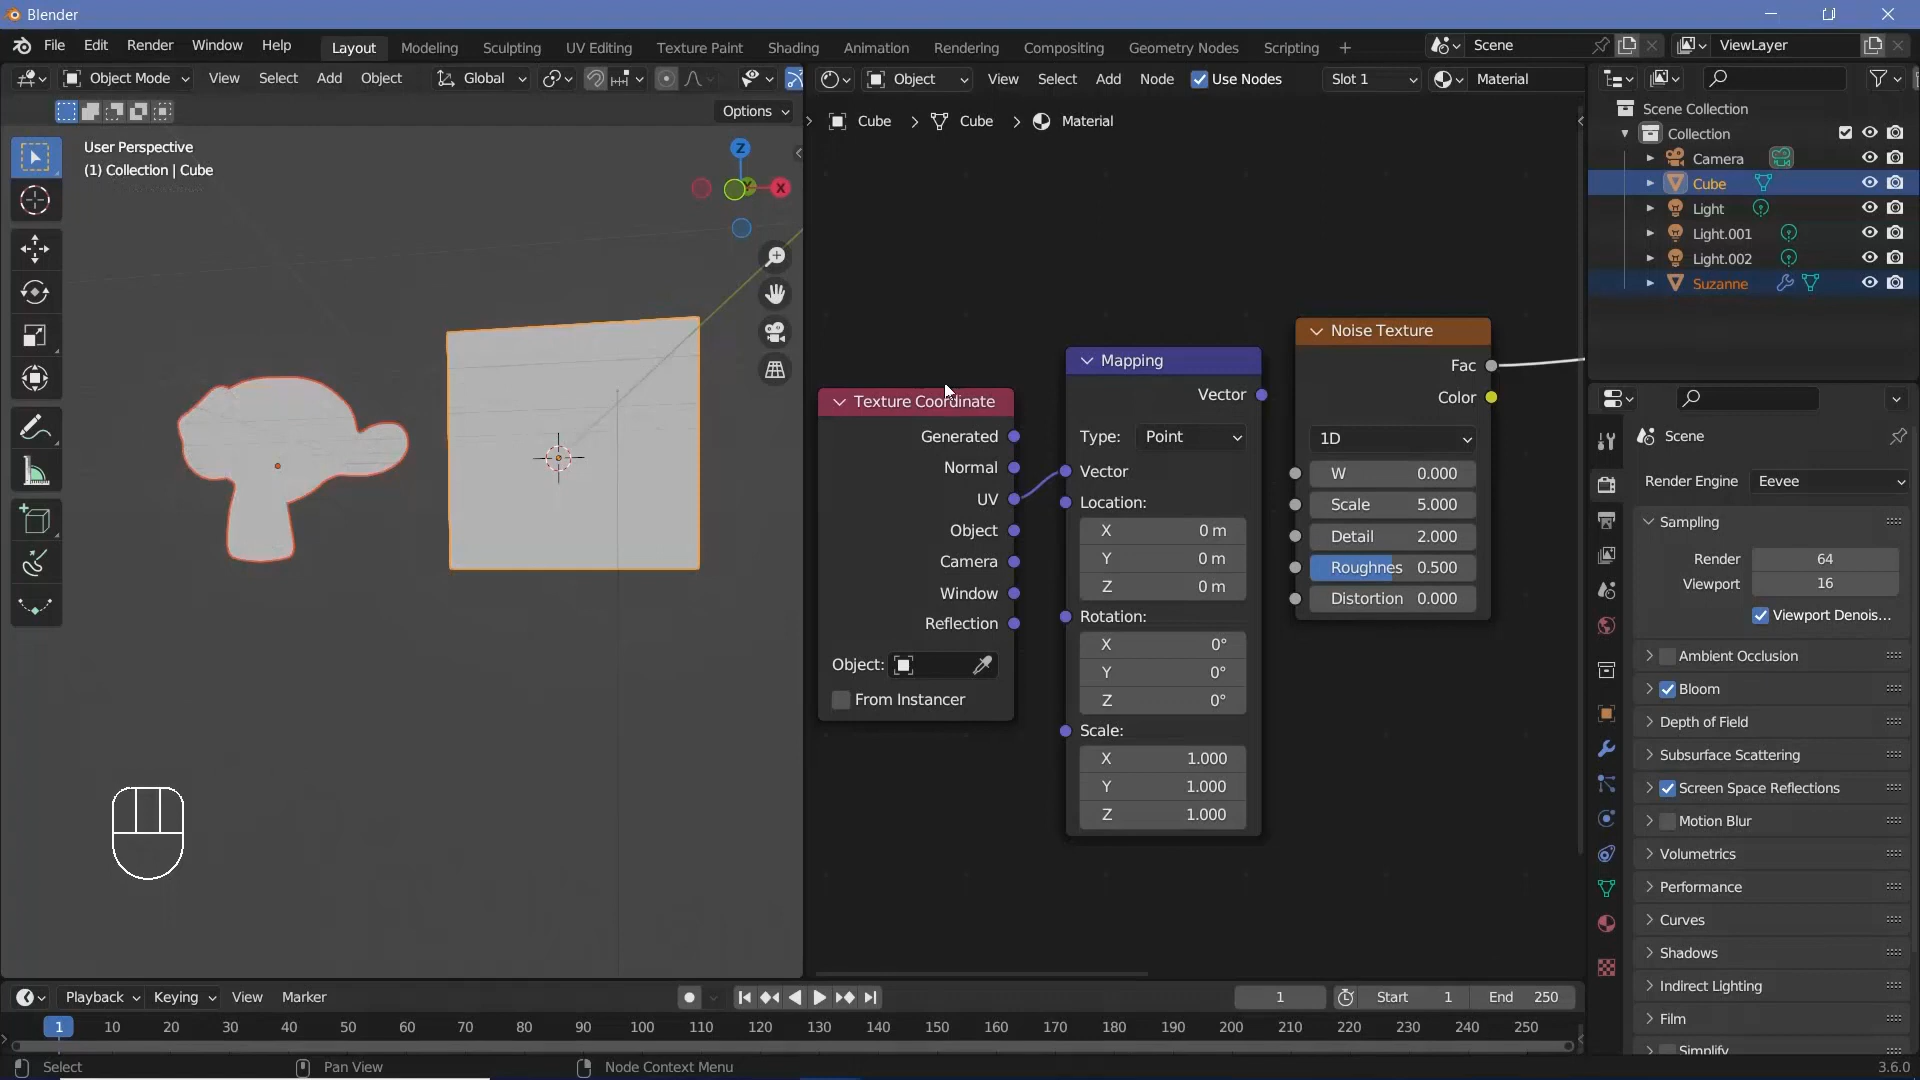 Blender
File Edit Render Window Help
Layout Modeling Sculpting UV Editing Texture Paint Shading Animation Rendering Compositing Geometry Nodes Scripting +
Scene
ViewLayer
Object Mode View Select Add Object Global
Object View Select Add Node Use Nodes Slot 1 Material
Options
User Perspective
(1) Collection | Cube
Z
X
Cube > Cube > Material
Texture Coordinate
Generated
Normal
UV
Object
Camera
Window
Reflection
Object:
From Instancer
Mapping
Vector
Type: Point
Vector
Location:
X 0 m
Y 0 m
Z 0 m
Rotation:
X 0°
Y 0°
Z 0°
Scale:
X 1.000
Y 1.000
Z 1.000
Noise Texture
Fac
Color
1D
W 0.000
Scale 5.000
Detail 2.000
Roughnes 0.500
Distortion 0.000
Scene Collection
Collection
Camera
Cube
Light
Light.001
Light.002
Suzanne
Scene
Render Engine Eevee
Sampling
Render 64
Viewport 16
Viewport Denois...
Ambient Occlusion
Bloom
Depth of Field
Subsurface Scattering
Screen Space Reflections
Motion Blur
Volumetrics
Performance
Curves
Shadows
Indirect Lighting
Film
Simplify
Playback Keying View Marker
1
Start 1
End 250
1 10 20 30 40 50 60 70 80 90 100 110 120 130 140 150 160 170 180 190 200 210 220 230 240 250
Select
Pan View
Node Context Menu
3.6.0